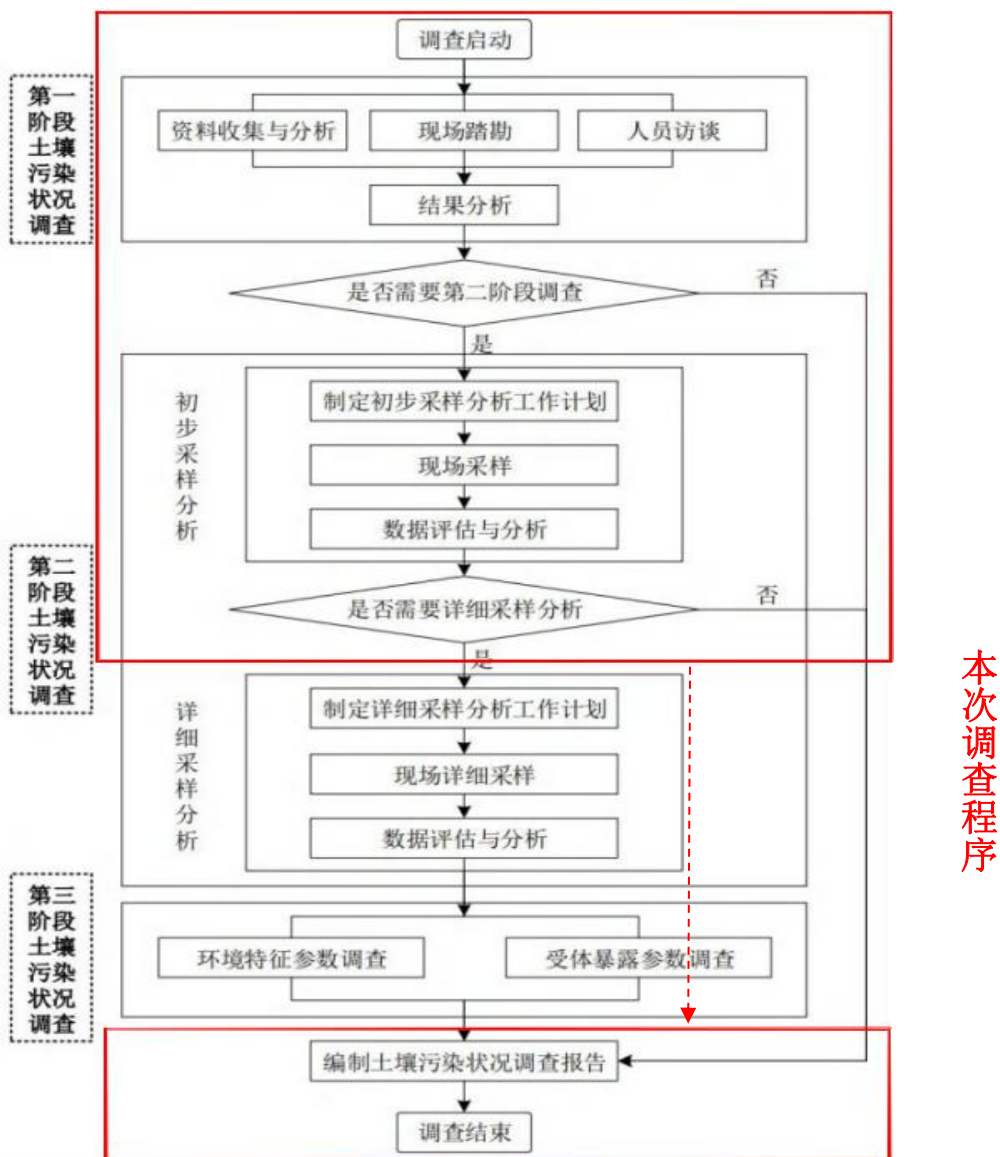 调查启动
第一阶段土壤污染状况调查
资料收集与分析
现场踏勘
人员访谈
结果分析
是否需要第二阶段调查
否
是
初步采样分析
制定初步采样分析工作计划
现场采样
数据评估与分析
第二阶段土壤污染状况调查
是否需要详细采样分析
否
是
详细采样分析
制定详细采样分析工作计划
现场详细采样
数据评估与分析
本次调查程序
第三阶段土壤污染状况调查
环境特征参数调查
受体暴露参数调查
编制土壤污染状况调查报告
调查结束